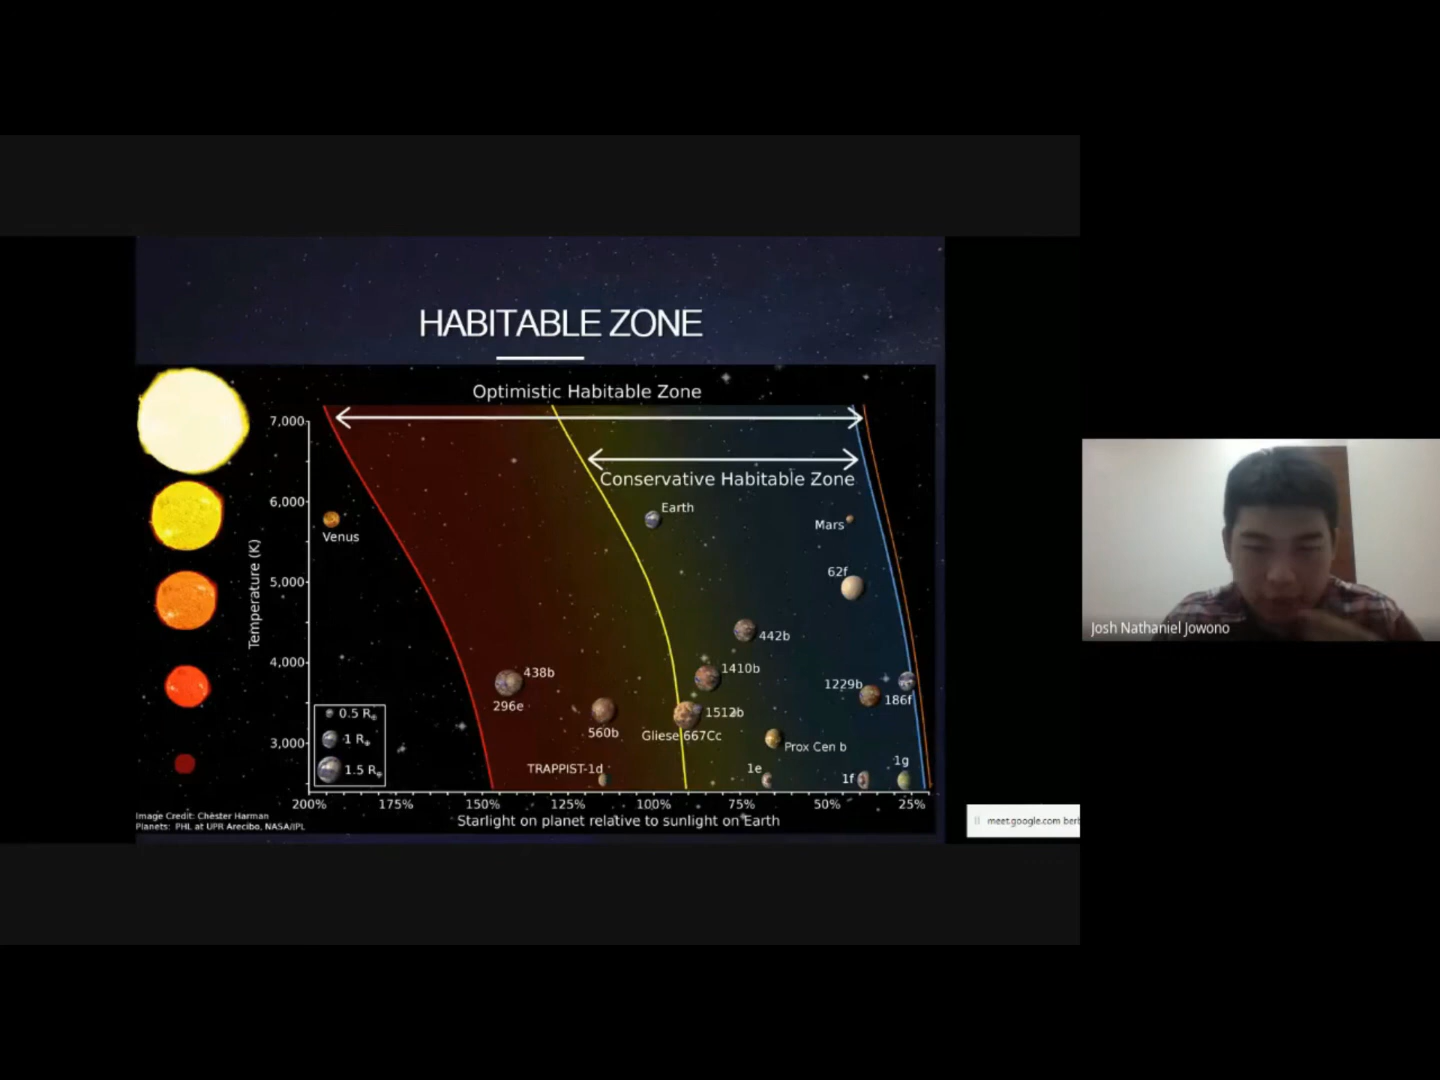 HABITABLE ZONE
Optimistic Habitable Zone
Conservative Habitable Zone
7,000
6,000
5,000
4,000
3,000
Temperature (K)
Venus
Earth
Mars
62f
442b
438b
296e
1410b
1229b
186f
560b
1512b
Gliese 667Cc
Prox Cen b
TRAPPIST-1d
1e
1f
1g
0.5 R⊕
1 R⊕
1.5 R⊕
200%
175%
150%
125%
100%
75%
50%
25%
Starlight on planet relative to sunlight on Earth
Image Credit: Chester Harman
Planets: PHL at UPR Arecibo, NASA/JPL
meet.google.com
Josh Nathaniel Jowono